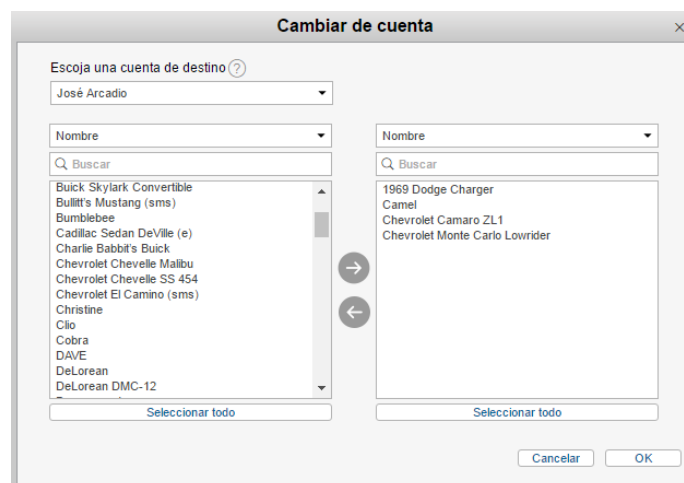 Cambiar de cuenta
Escoja una cuenta de destino ?
José Arcadio
Nombre
Buscar
Buick Skylark Convertible
Bullitt's Mustang (sms)
Bumblebee
Cadillac Sedan DeVille (e)
Charlie Babbit's Buick
Chevrolet Chevelle Malibu
Chevrolet Chevelle SS 454
Chevrolet El Camino (sms)
Christine
Clio
Cobra
DAVE
DeLorean
DeLorean DMC-12
Seleccionar todo
Nombre
Buscar
1969 Dodge Charger
Camel
Chevrolet Camaro ZL1
Chevrolet Monte Carlo Lowrider
Seleccionar todo
Cancelar
OK